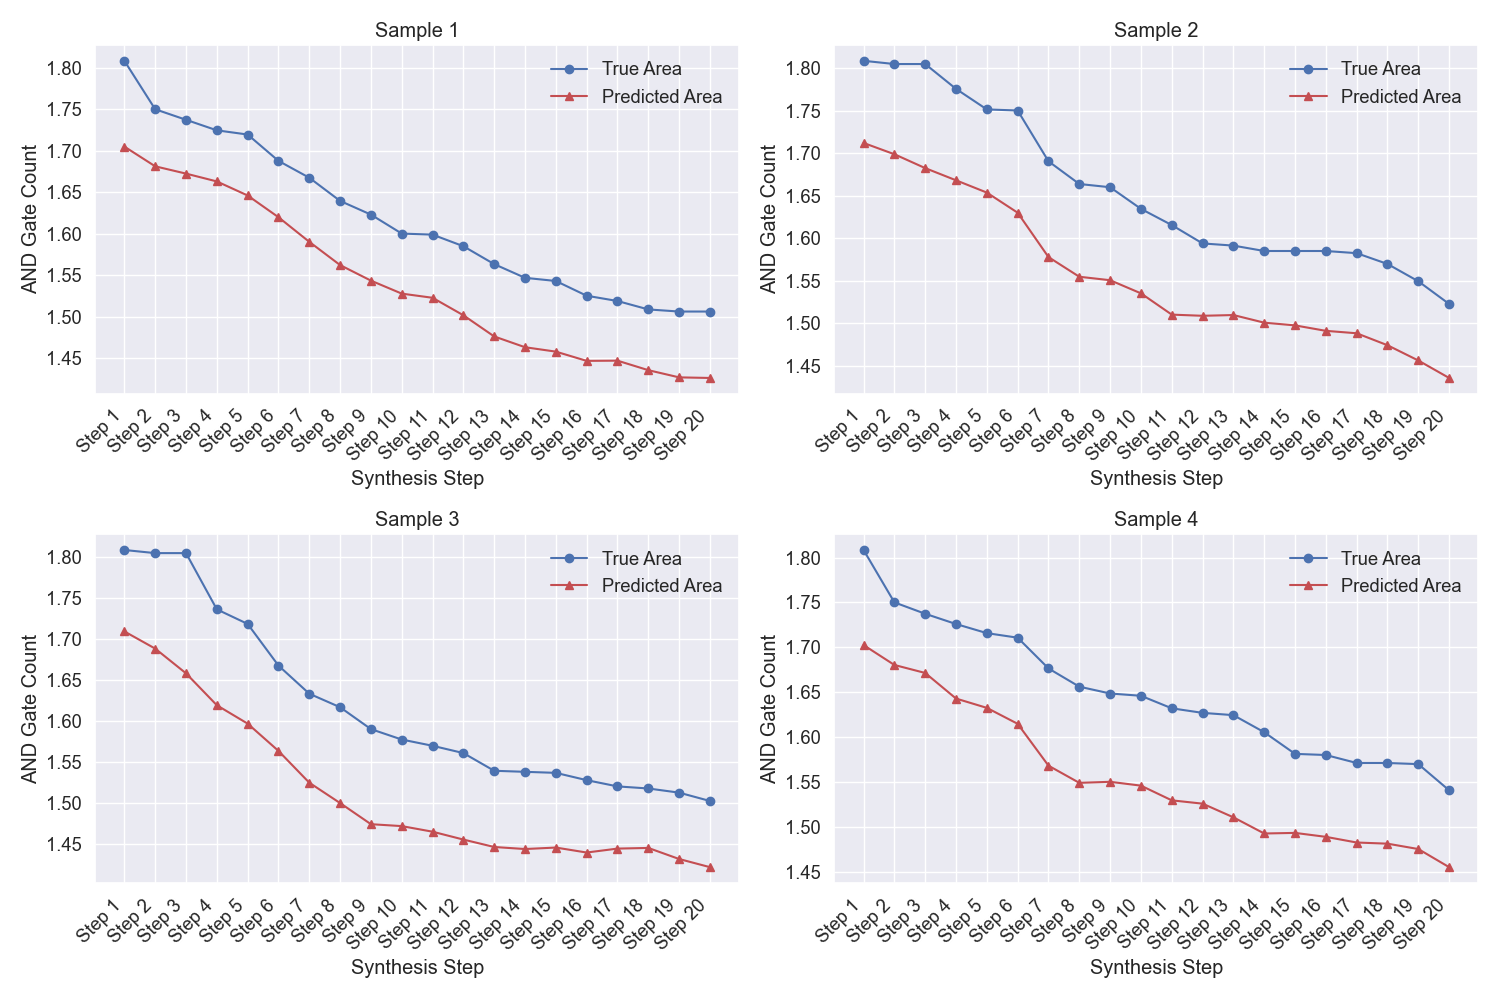 Sample 1
AND Gate Count
1.80
1.75
1.70
1.65
1.60
1.55
1.50
1.45
True Area
Predicted Area
Step 1
Step 2
Step 3
Step 4
Step 5
Step 6
Step 7
Step 8
Step 9
Step 10
Step 11
Step 12
Step 13
Step 14
Step 15
Step 16
Step 17
Step 18
Step 19
Step 20
Synthesis Step
Sample 2
AND Gate Count
1.80
1.75
1.70
1.65
1.60
1.55
1.50
1.45
True Area
Predicted Area
Step 1
Step 2
Step 3
Step 4
Step 5
Step 6
Step 7
Step 8
Step 9
Step 10
Step 11
Step 12
Step 13
Step 14
Step 15
Step 16
Step 17
Step 18
Step 19
Step 20
Synthesis Step
Sample 3
AND Gate Count
1.80
1.75
1.70
1.65
1.60
1.55
1.50
1.45
True Area
Predicted Area
Step 1
Step 2
Step 3
Step 4
Step 5
Step 6
Step 7
Step 8
Step 9
Step 10
Step 11
Step 12
Step 13
Step 14
Step 15
Step 16
Step 17
Step 18
Step 19
Step 20
Synthesis Step
Sample 4
AND Gate Count
1.80
1.75
1.70
1.65
1.60
1.55
1.50
1.45
True Area
Predicted Area
Step 1
Step 2
Step 3
Step 4
Step 5
Step 6
Step 7
Step 8
Step 9
Step 10
Step 11
Step 12
Step 13
Step 14
Step 15
Step 16
Step 17
Step 18
Step 19
Step 20
Synthesis Step